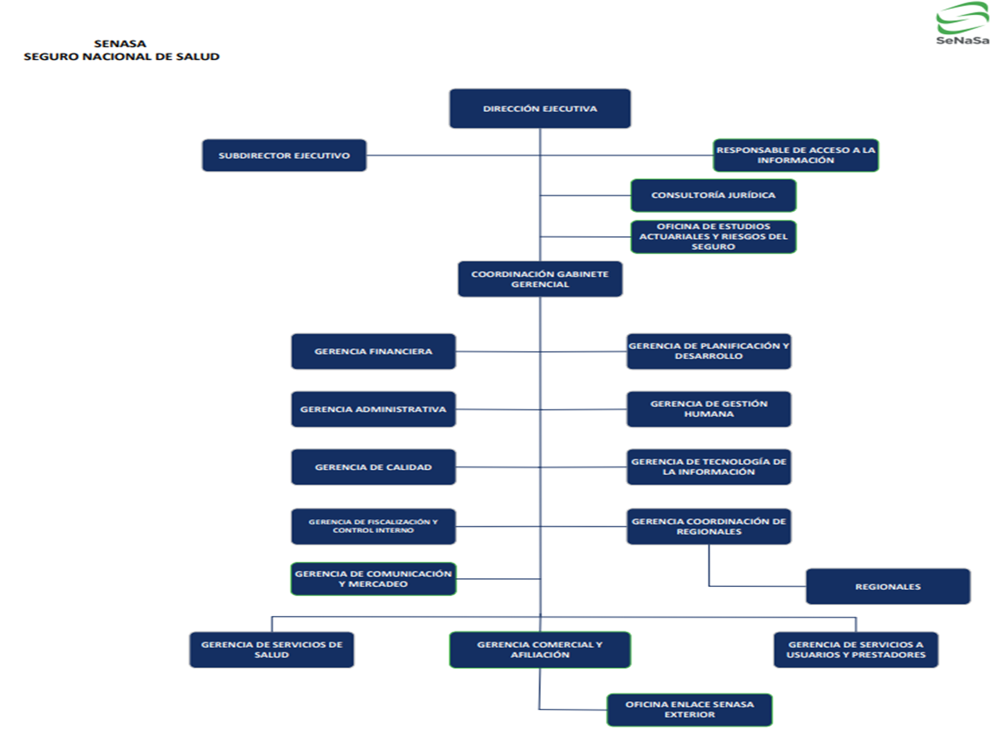 SeNaSa
SENASA
SEGURO NACIONAL DE SALUD
DIRECCIÓN EJECUTIVA
SUBDIRECTOR EJECUTIVO
RESPONSABLE DE ACCESO A LA
INFORMACIÓN
CONSULTORÍA JURÍDICA
OFICINA DE ESTUDIOS
ACTUARIALES Y RIESGOS DEL
SEGURO
COORDINACIÓN GABINETE
GERENCIAL
GERENCIA FINANCIERA
GERENCIA DE PLANIFICACIÓN Y
DESARROLLO
GERENCIA ADMINISTRATIVA
GERENCIA DE GESTIÓN
HUMANA
GERENCIA DE CALIDAD
GERENCIA DE TECNOLOGÍA DE
LA INFORMACIÓN
GERENCIA DE FISCALIZACIÓN Y
CONTROL INTERNO
GERENCIA COORDINACIÓN DE
REGIONALES
GERENCIA DE COMUNICACIÓN
Y MERCADEO
REGIONALES
GERENCIA DE SERVICIOS DE
SALUD
GERENCIA COMERCIAL Y
AFILIACIÓN
GERENCIA DE SERVICIOS A
USUARIOS Y PRESTADORES
OFICINA ENLACE SENASA
EXTERIOR